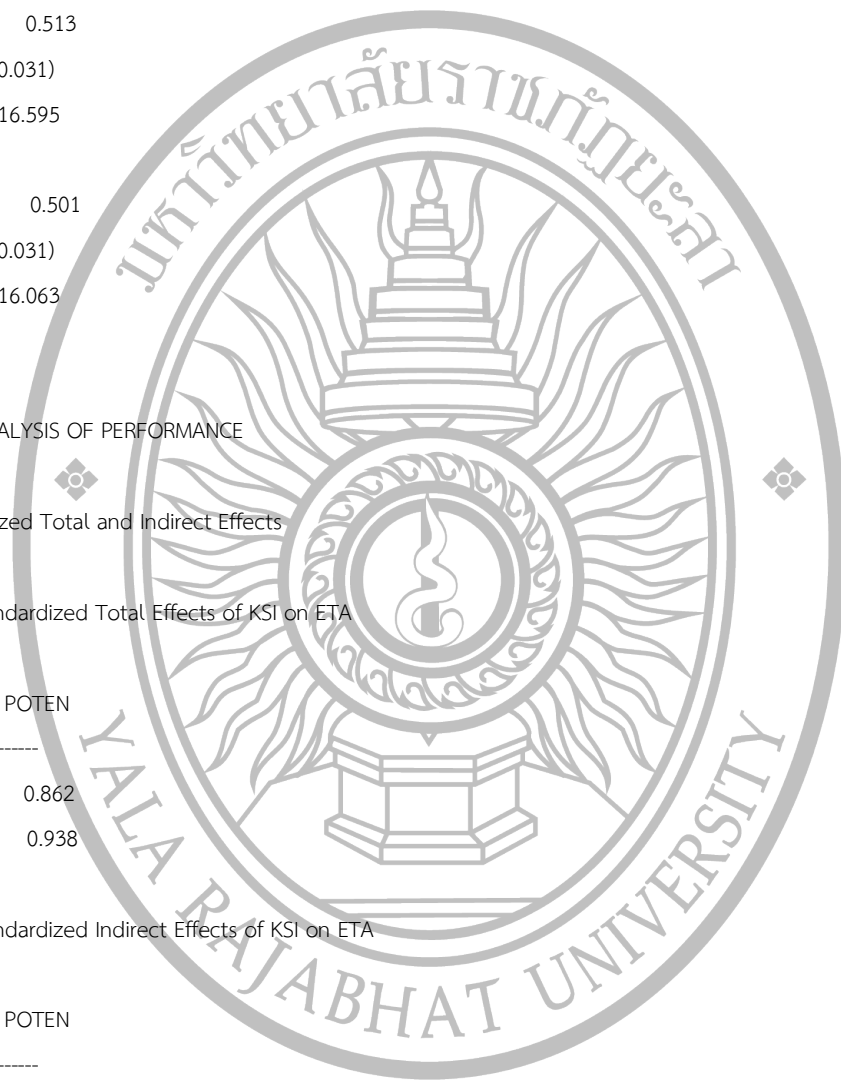 0.513
0.031)
16.595
0.501
0.031)
16.063
ALYSIS OF PERFORMANCE
zed Total and Indirect Effects
ndardized Total Effects of KSI on ETA
POTEN
------
0.862
0.938
ndardized Indirect Effects of KSI on ETA
POTEN
------
มหาวิทยาลัยราชภัฏยะลา
YALA RAJABHAT UNIVERSITY